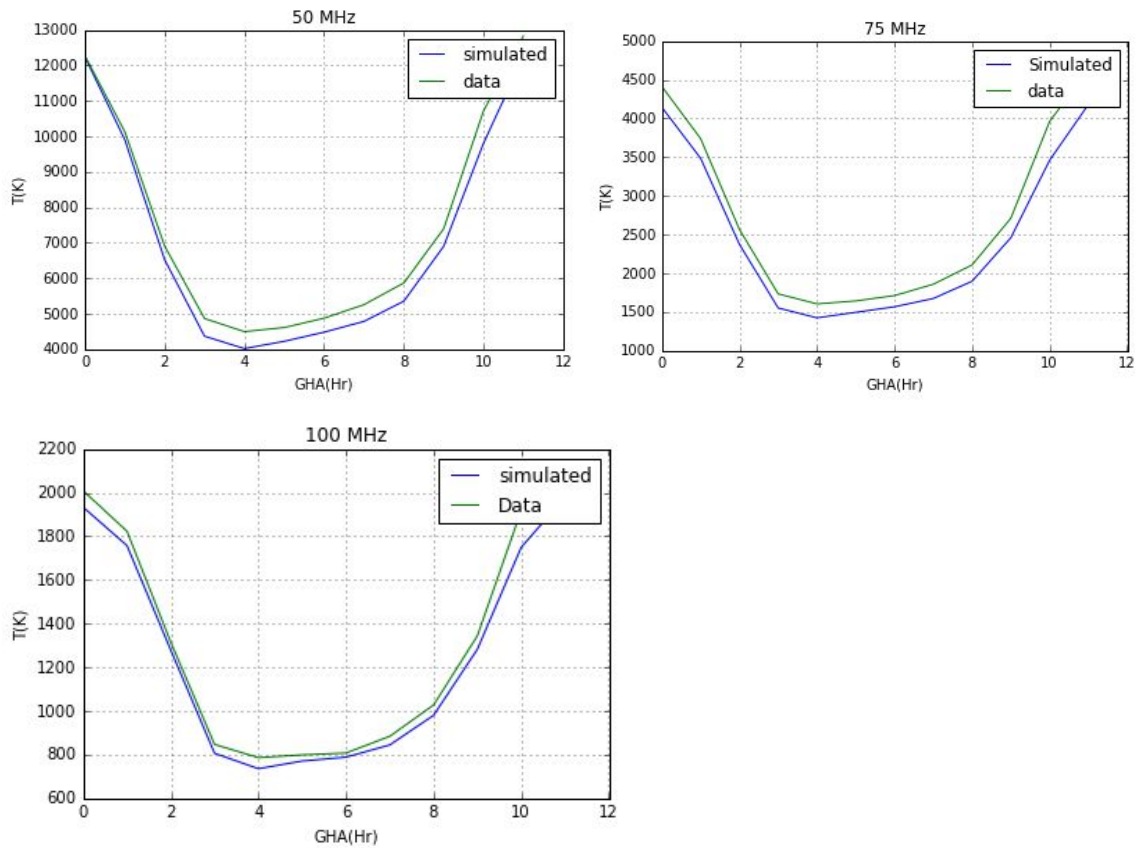 50 MHz
13000
12000
11000
10000
9000
8000
7000
6000
5000
4000
T(K)
simulated
data
0 2 4 6 8 10 12
GHA(Hr)
75 MHz
5000
4500
4000
3500
3000
2500
2000
1500
1000
T(K)
Simulated
data
0 2 4 6 8 10 12
GHA(Hr)
100 MHz
2200
2000
1800
1600
1400
1200
1000
800
600
T(K)
simulated
Data
0 2 4 6 8 10 12
GHA(Hr)